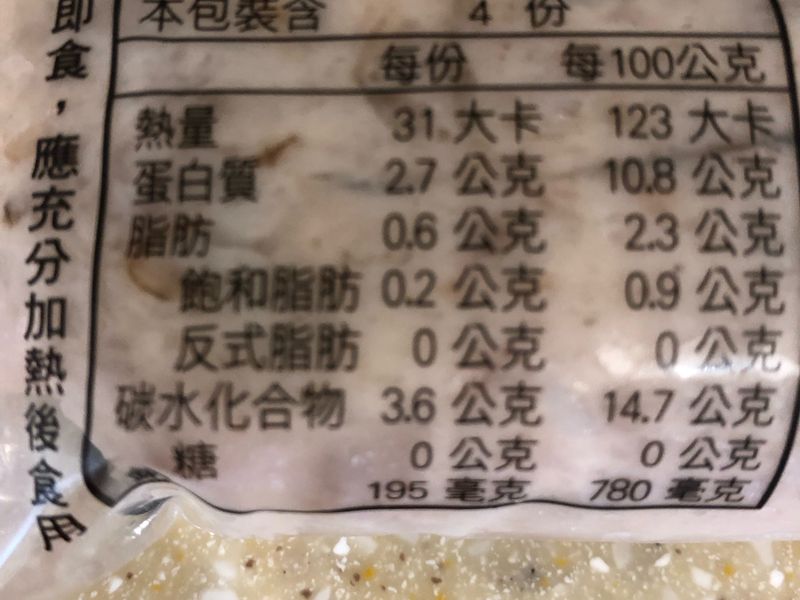 即食，應充分加熱後食用
本包裝含 4 份
每份 每100公克
熱量 31 大卡 123 大卡
蛋白質 2.7 公克 10.8 公克
脂肪 0.6 公克 2.3 公克
飽和脂肪 0.2 公克 0.9 公克
反式脂肪 0 公克 0 公克
碳水化合物 3.6 公克 14.7 公克
糖 0 公克 0 公克
195 毫克 780 毫克